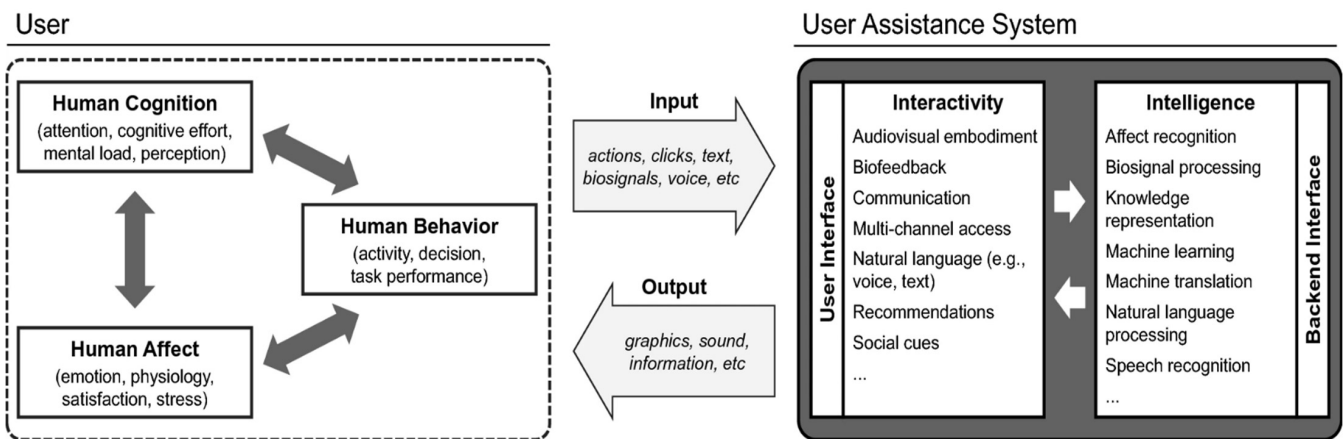 User
Human Cognition
(attention, cognitive effort,
mental load, perception)
Human Behavior
(activity, decision,
task performance)
Human Affect
(emotion, physiology,
satisfaction, stress)
Input
actions, clicks, text,
biosignals, voice, etc
Output
graphics, sound,
information, etc
User Assistance System
User Interface
Interactivity
Audiovisual embodiment
Biofeedback
Communication
Multi-channel access
Natural language (e.g.,
voice, text)
Recommendations
Social cues
...
Intelligence
Affect recognition
Biosignal processing
Knowledge
representation
Machine learning
Machine translation
Natural language
processing
Speech recognition
...
Backend Interface